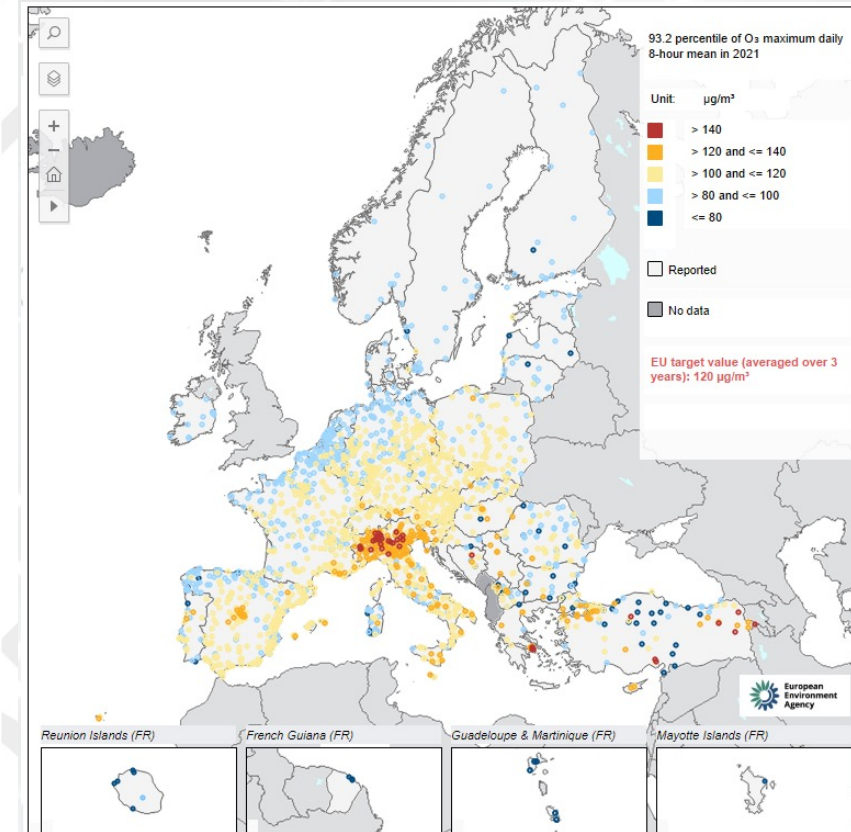 93.2 percentile of O₃ maximum daily
8-hour mean in 2021
Unit: µg/m³
> 140
> 120 and <= 140
> 100 and <= 120
> 80 and <= 100
<= 80
Reported
No data
EU target value (averaged over 3
years): 120 µg/m³
European
Environment
Agency
Reunion Islands (FR)
French Guiana (FR)
Guadeloupe & Martinique (FR)
Mayotte Islands (FR)